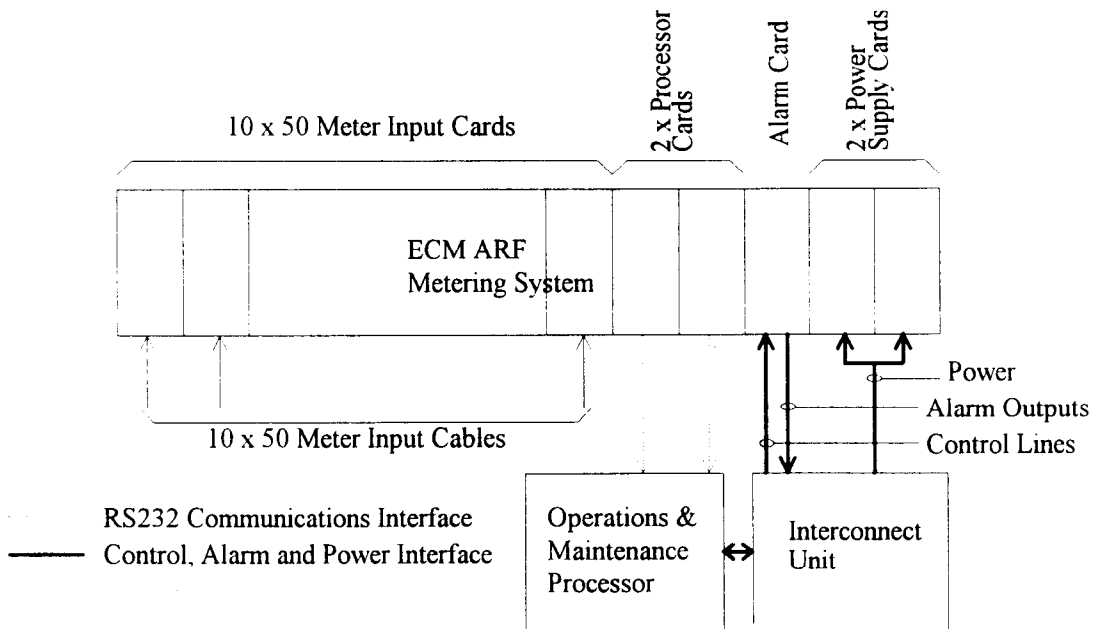 10 x 50 Meter Input Cards
2 x Processor
Cards
Alarm Card
2 x Power
Supply Cards
ECM ARF
Metering System
Power
Alarm Outputs
Control Lines
10 x 50 Meter Input Cables
RS232 Communications Interface
Control, Alarm and Power Interface
Operations &
Maintenance
Processor
Interconnect
Unit